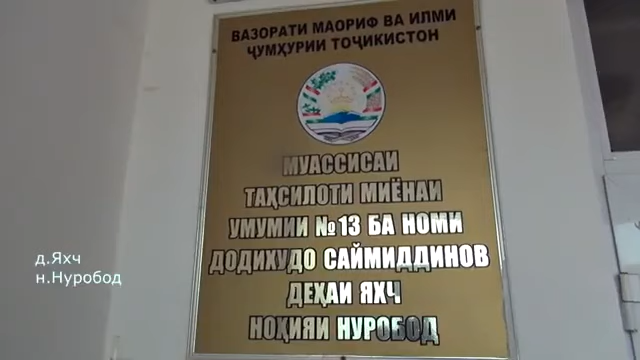 ВАЗОРАТИ МАОРИФ ВА ИЛМИ
ҶУМҲУРИИ ТОҶИКИСТОН
МУАССИСАИ
ТАҲСИЛОТИ МИЁНАИ
УМУМИИ №13 БА НОМИ
ДОДИХУДО САЙМИДДИНОВ
ДЕҲАИ ЯХЧ
НОҲИЯИ НУРОБОД
д.Яхч
н.Нуробод